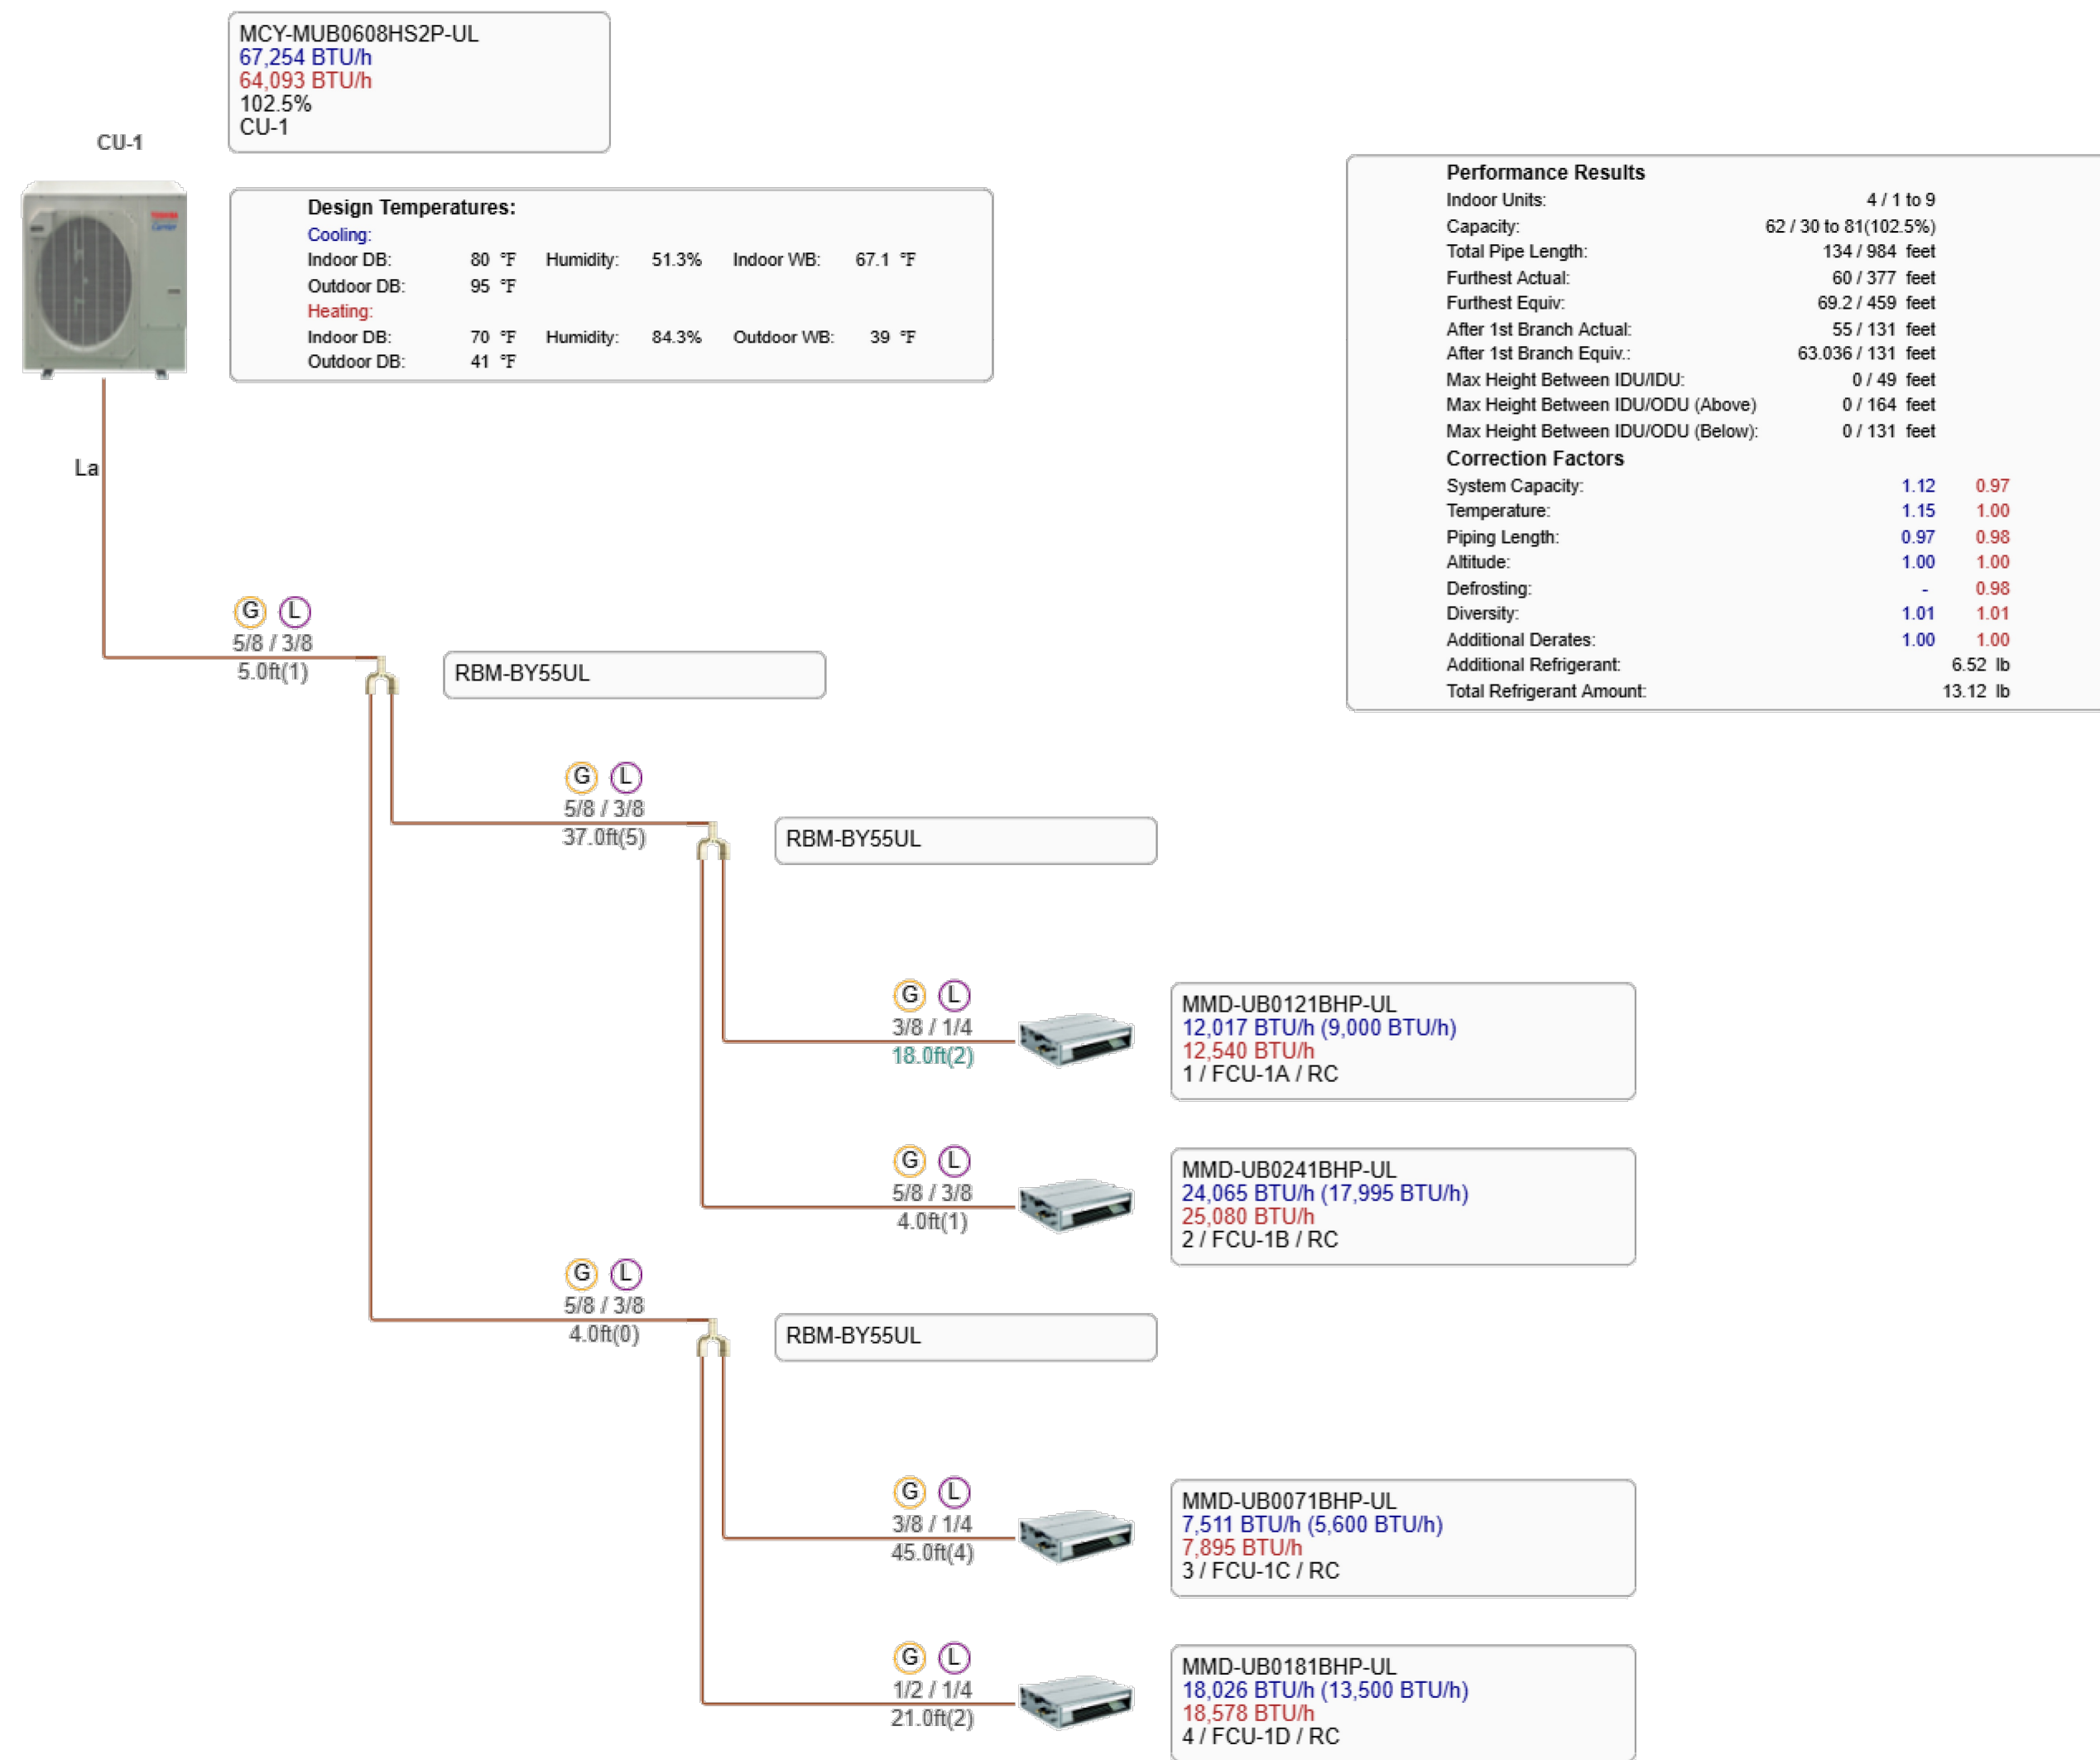 MCY-MUB0608HS2P-UL
67,254 BTU/h
64,093 BTU/h
102.5%
CU-1
CU-1
TOSHIBA
Carrier
Design Temperatures:
Cooling:
Indoor DB: 80 °F Humidity: 51.3% Indoor WB: 67.1 °F
Outdoor DB: 95 °F
Heating:
Indoor DB: 70 °F Humidity: 84.3% Outdoor WB: 39 °F
Outdoor DB: 41 °F
Performance Results
Indoor Units: 4 / 1 to 9
Capacity: 62 / 30 to 81(102.5%)
Total Pipe Length: 134 / 984 feet
Furthest Actual: 60 / 377 feet
Furthest Equiv: 69.2 / 459 feet
After 1st Branch Actual: 55 / 131 feet
After 1st Branch Equiv.: 63.036 / 131 feet
Max Height Between IDU/IDU: 0 / 49 feet
Max Height Between IDU/ODU (Above) 0 / 164 feet
Max Height Between IDU/ODU (Below): 0 / 131 feet
Correction Factors
System Capacity: 1.12 0.97
Temperature: 1.15 1.00
Piping Length: 0.97 0.98
Altitude: 1.00 1.00
Defrosting: - 0.98
Diversity: 1.01 1.01
Additional Derates: 1.00 1.00
Additional Refrigerant: 6.52 lb
Total Refrigerant Amount: 13.12 lb
La
G L
5/8 / 3/8
5.0ft(1)
RBM-BY55UL
G L
5/8 / 3/8
37.0ft(5)
RBM-BY55UL
G L
3/8 / 1/4
18.0ft(2)
MMD-UB0121BHP-UL
12,017 BTU/h (9,000 BTU/h)
12,540 BTU/h
1 / FCU-1A / RC
G L
5/8 / 3/8
4.0ft(1)
MMD-UB0241BHP-UL
24,065 BTU/h (17,995 BTU/h)
25,080 BTU/h
2 / FCU-1B / RC
G L
5/8 / 3/8
4.0ft(0)
RBM-BY55UL
G L
3/8 / 1/4
45.0ft(4)
MMD-UB0071BHP-UL
7,511 BTU/h (5,600 BTU/h)
7,895 BTU/h
3 / FCU-1C / RC
G L
1/2 / 1/4
21.0ft(2)
MMD-UB0181BHP-UL
18,026 BTU/h (13,500 BTU/h)
18,578 BTU/h
4 / FCU-1D / RC